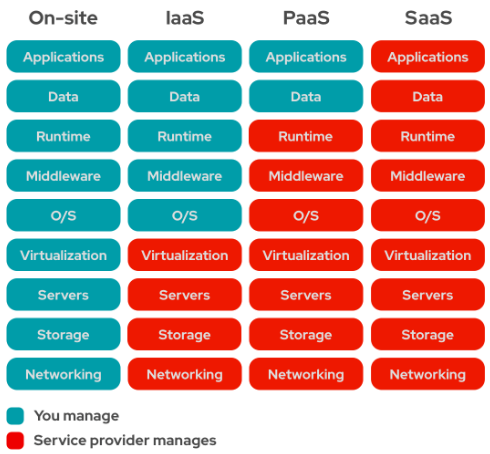 On-site IaaS PaaS SaaS
Applications Applications Applications Applications
Data Data Data Data
Runtime Runtime Runtime Runtime
Middleware Middleware Middleware Middleware
O/S O/S O/S O/S
Virtualization Virtualization Virtualization Virtualization
Servers Servers Servers Servers
Storage Storage Storage Storage
Networking Networking Networking Networking
You manage
Service provider manages